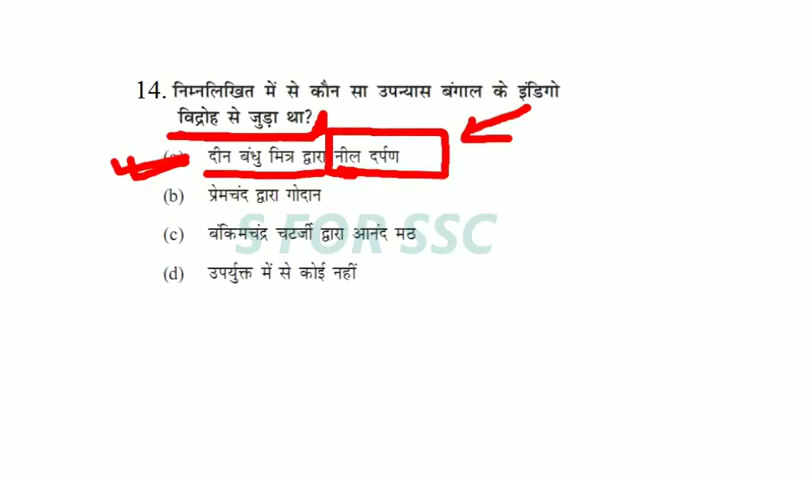 14. निम्नलिखित में से कौन सा उपन्यास बंगाल के इंडिगो
विद्रोह से जुड़ा था?
(a) दीन बंधु मित्र द्वारा नील दर्पण
(b) प्रेमचंद द्वारा गोदान
(c) बंकिमचंद्र चटर्जी द्वारा आनंद मठ
S FOR SSC
(d) उपर्युक्त में से कोई नहीं